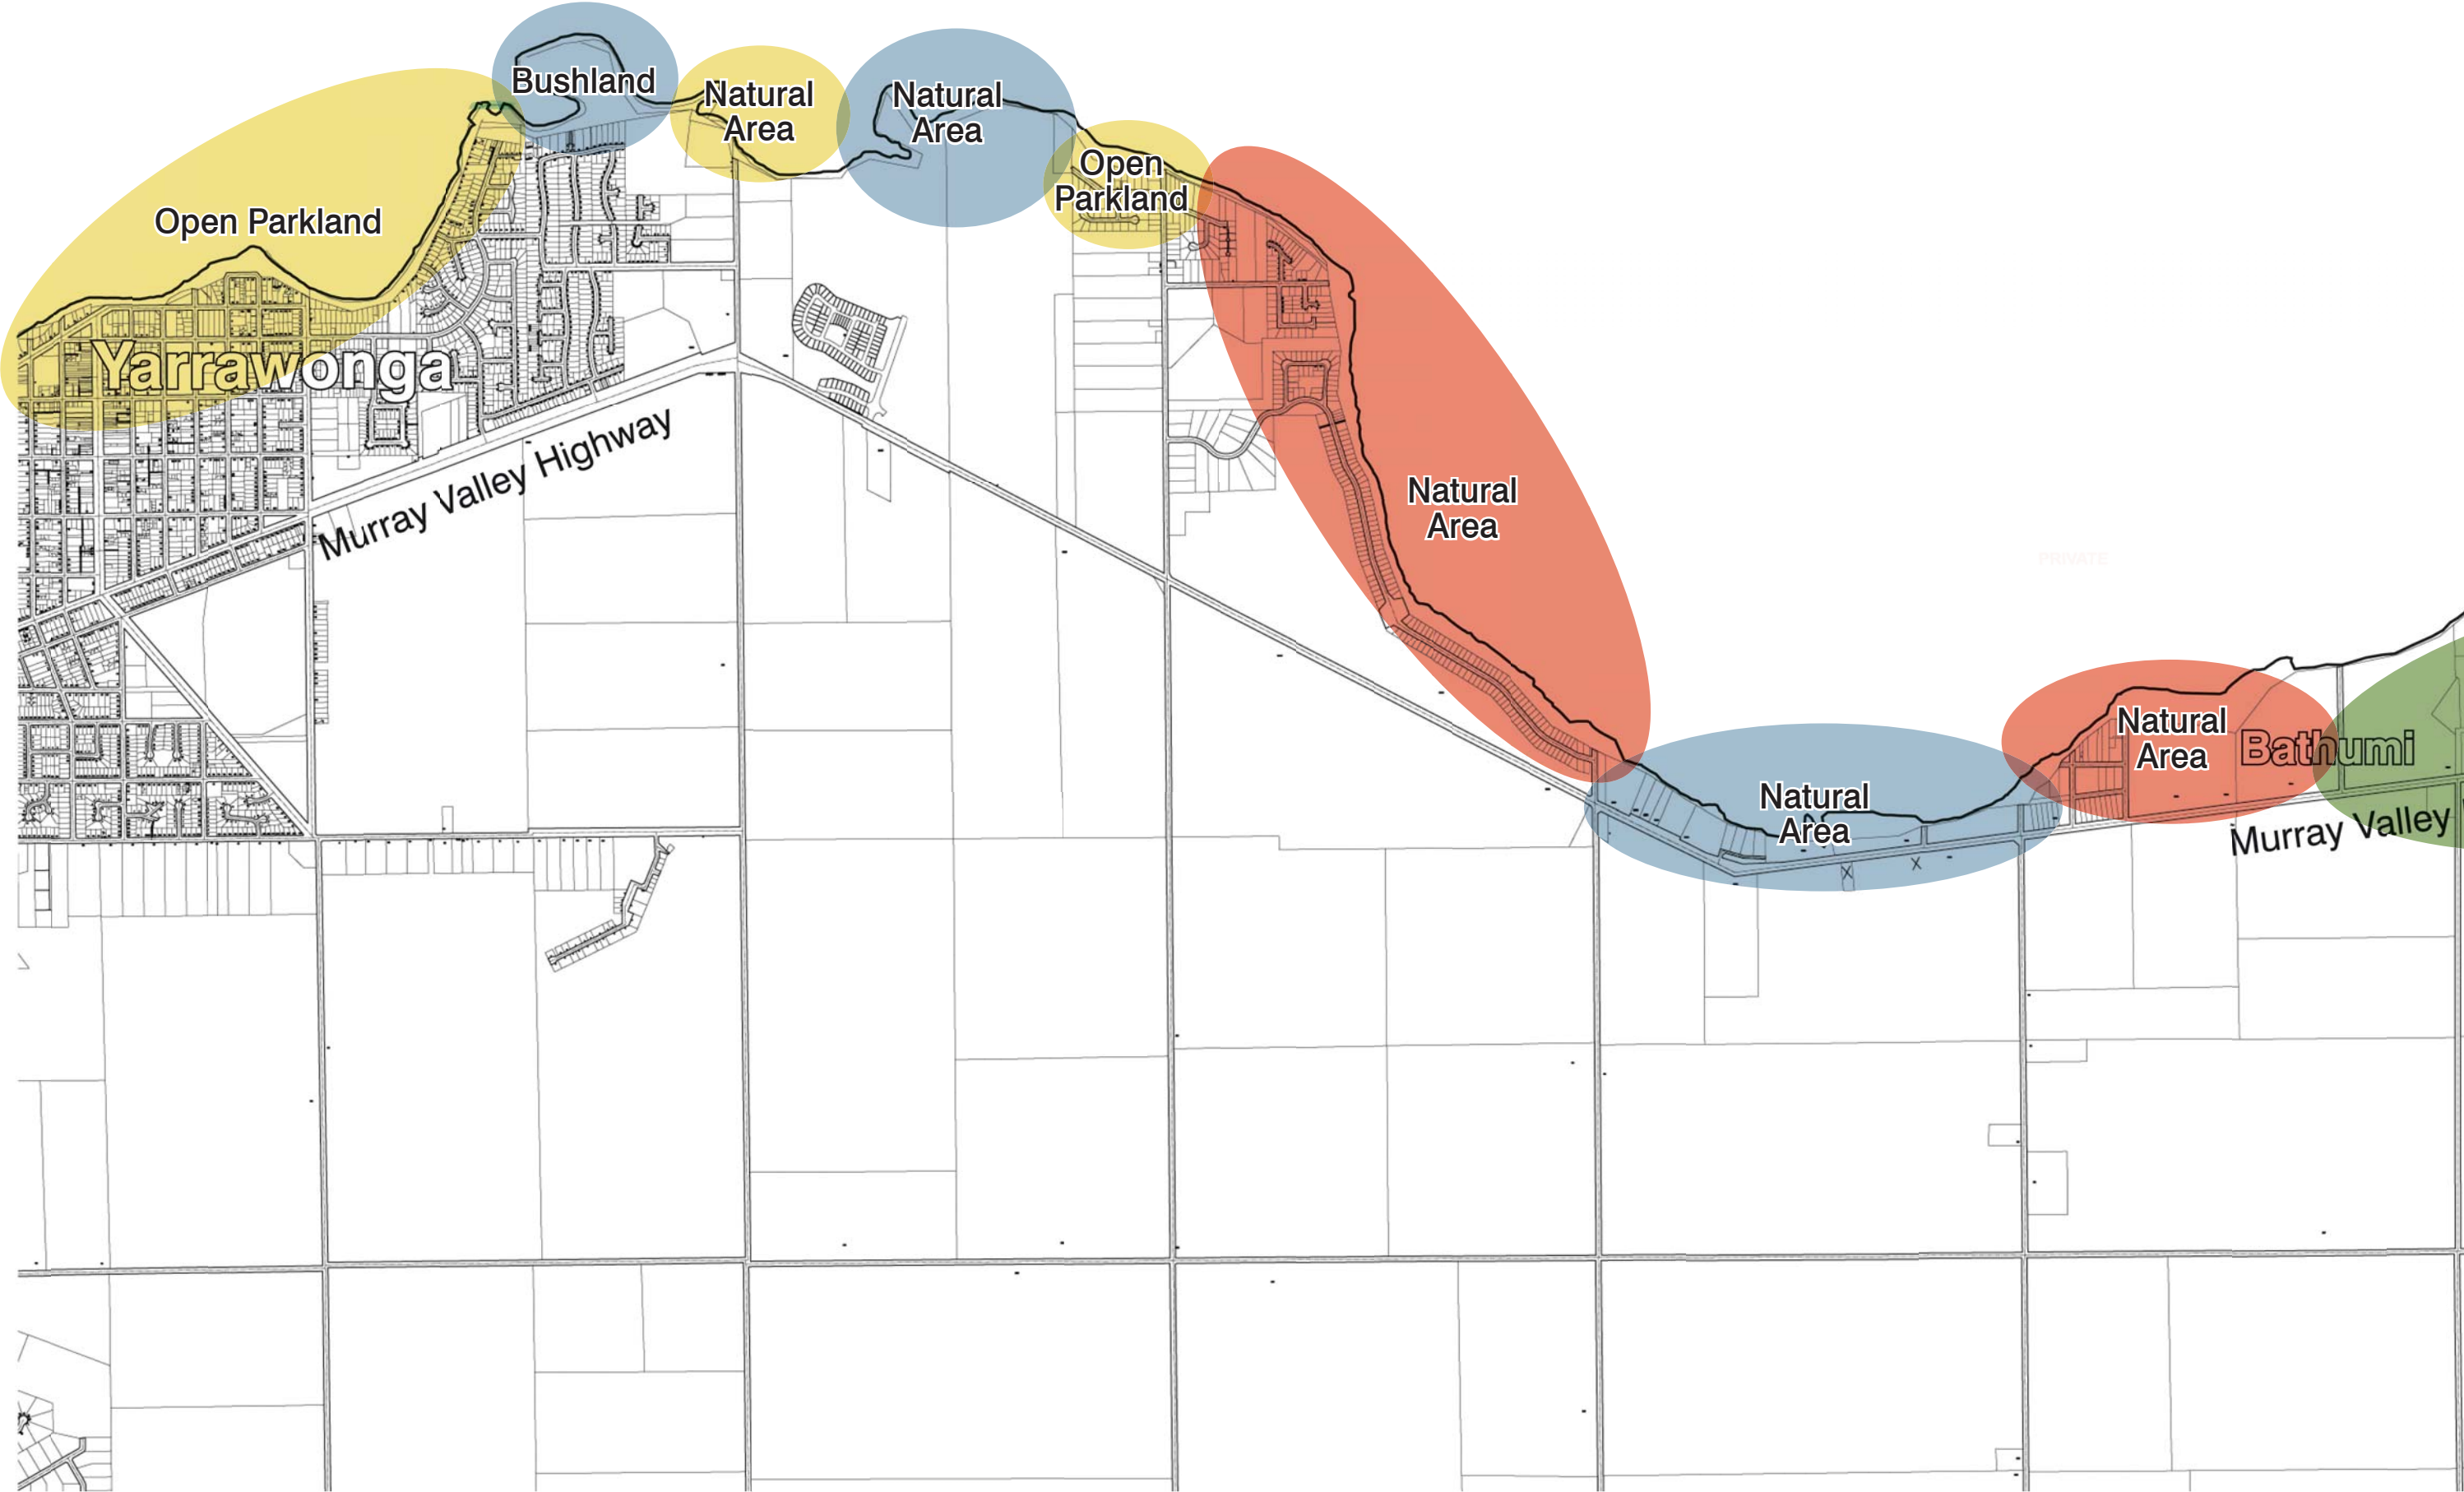 Bushland
Natural
Area
Natural
Area
Open
Parkland
Open Parkland
Yarrawonga
Murray Valley Highway
Natural
Area
PRIVATE
Natural
Area
Bathumi
Natural
Area
Murray Valley